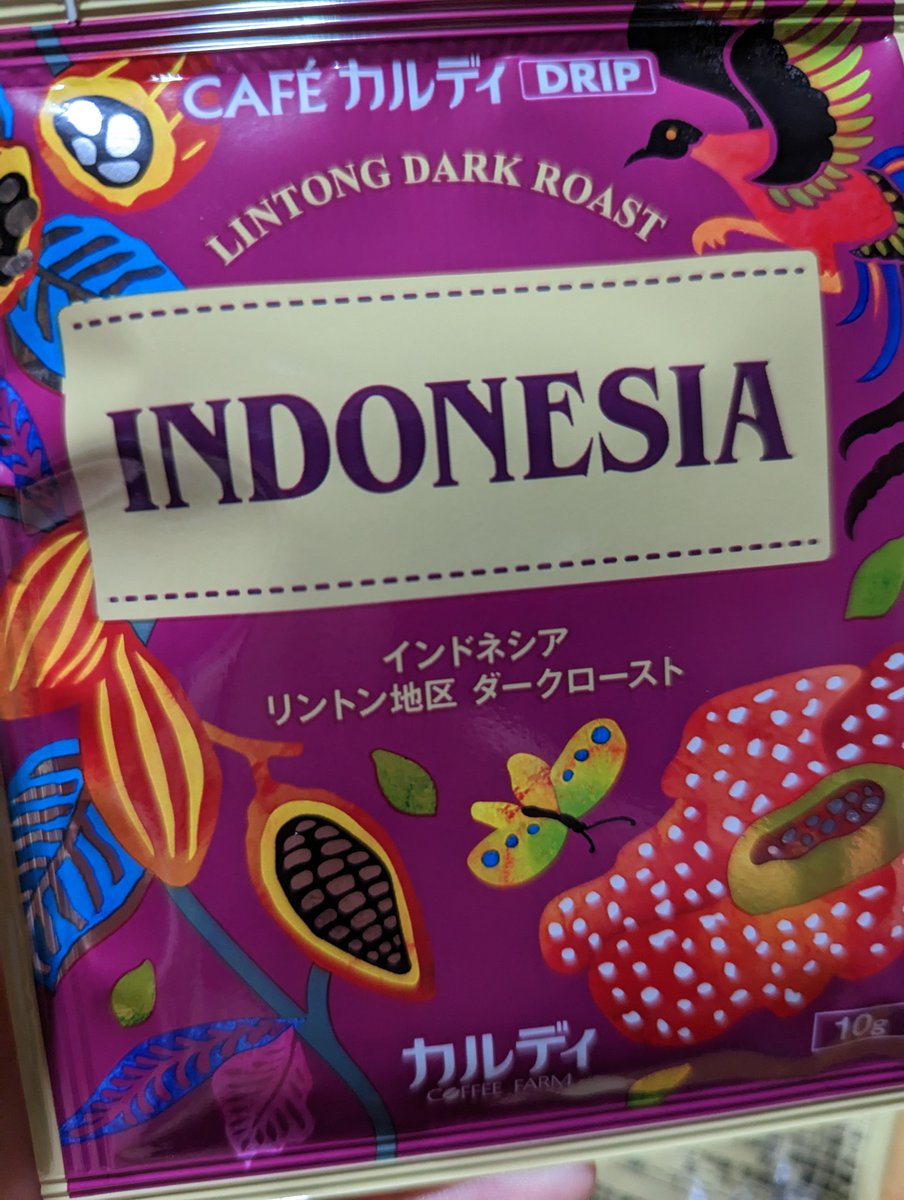 CAFÉ カルディ DRIP
LINTONG DARK ROAST
INDONESIA
インドネシア
リントン地区 ダークロースト
カルディ
COFFEE FARM
10g